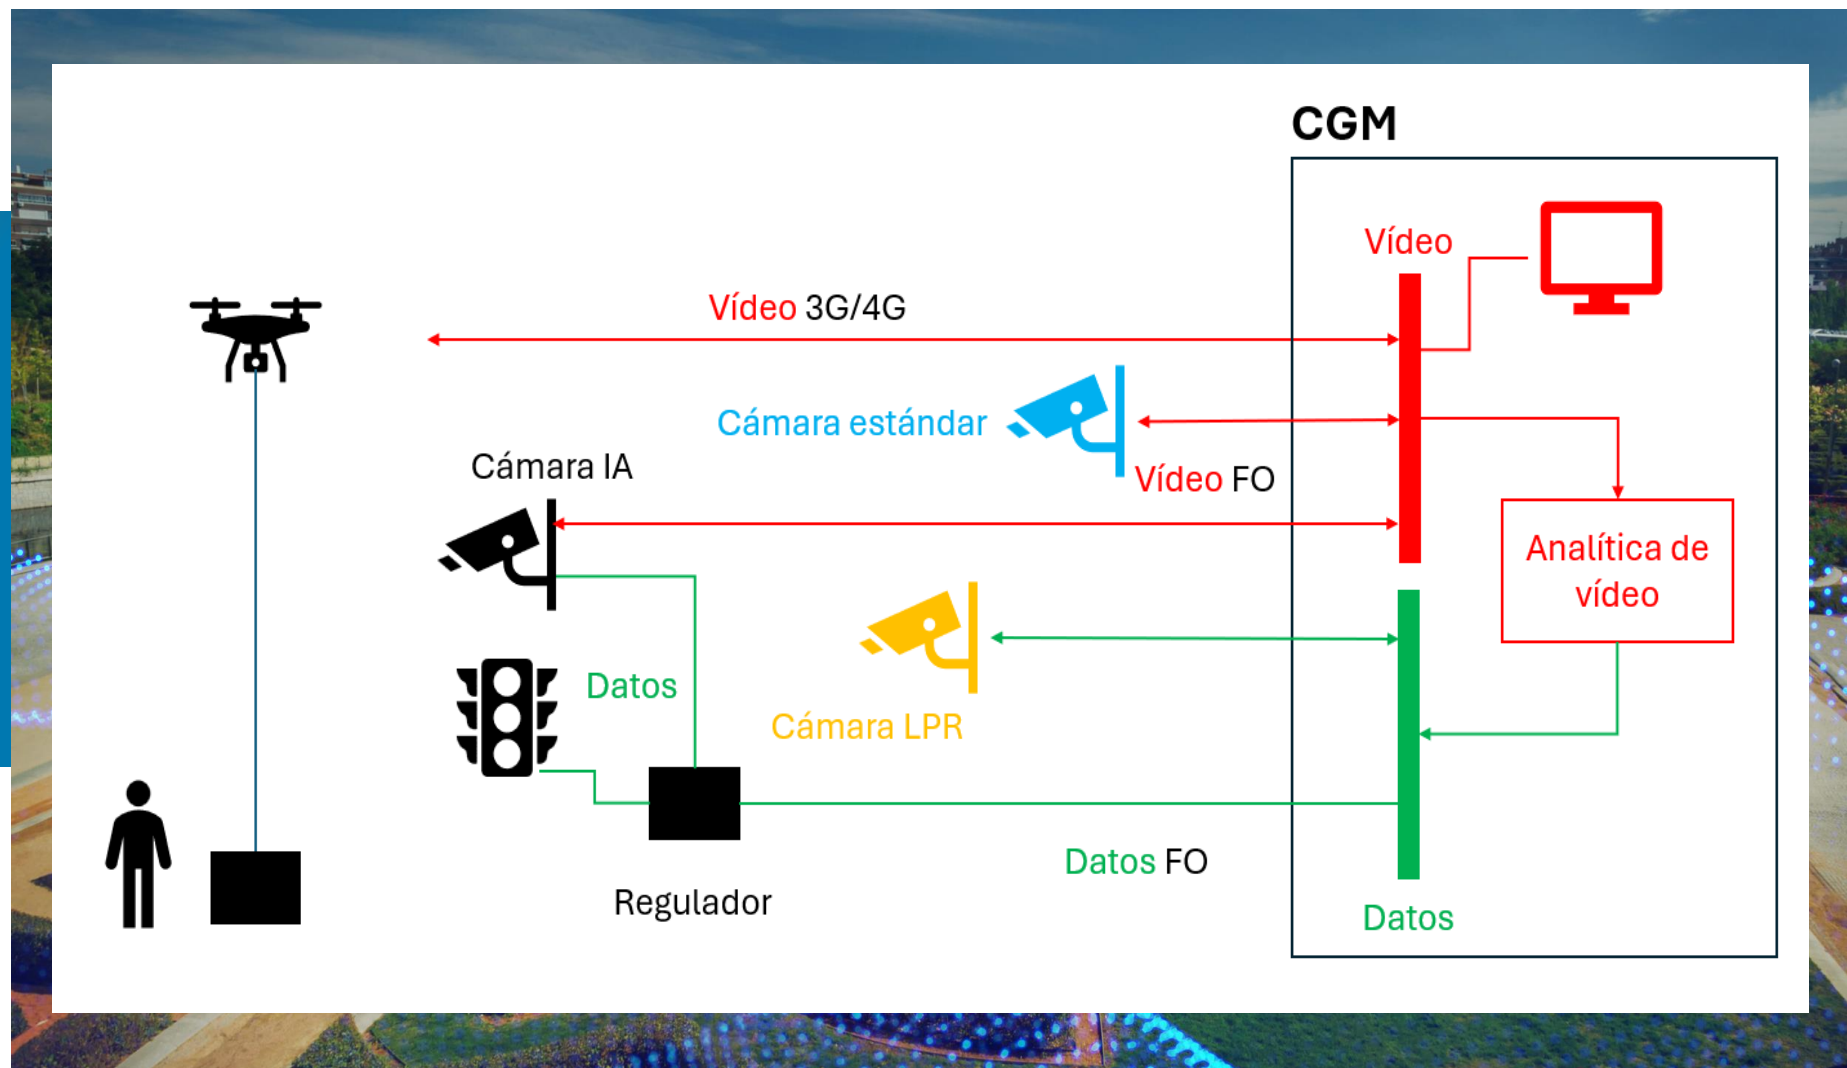 CGM
Vídeo
Vídeo 3G/4G
Cámara estándar
Cámara IA
Vídeo FO
Analítica de
vídeo
Datos
Cámara LPR
Datos FO
Regulador
Datos